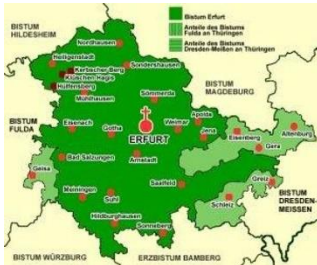 Bistum Erfurt
Anteile des Bistums
Fulda an Thüringen
Anteile des Bistums
Dresden-Meißen an Thüringen
BISTUM
HILDESHEIM
Nordhausen
Heiligenstadt
Kerbscher Berg
Sondershausen
Klüschen Hagis
Hülfensberg
Mühlhausen
Sömmerda
BISTUM
MAGDEBURG
BISTUM
FULDA
Eisenach
Gotha
ERFURT
Weimar
Apolda
Jena
Eisenberg
Altenburg
Gera
Arnstadt
Bad Salzungen
Geisa
Greiz
Meiningen
Suhl
Saalfeld
Schleiz
BISTUM
DRESDEN-
MEISSEN
Hildburghausen
Sonneberg
BISTUM WÜRZBURG
ERZBISTUM BAMBERG